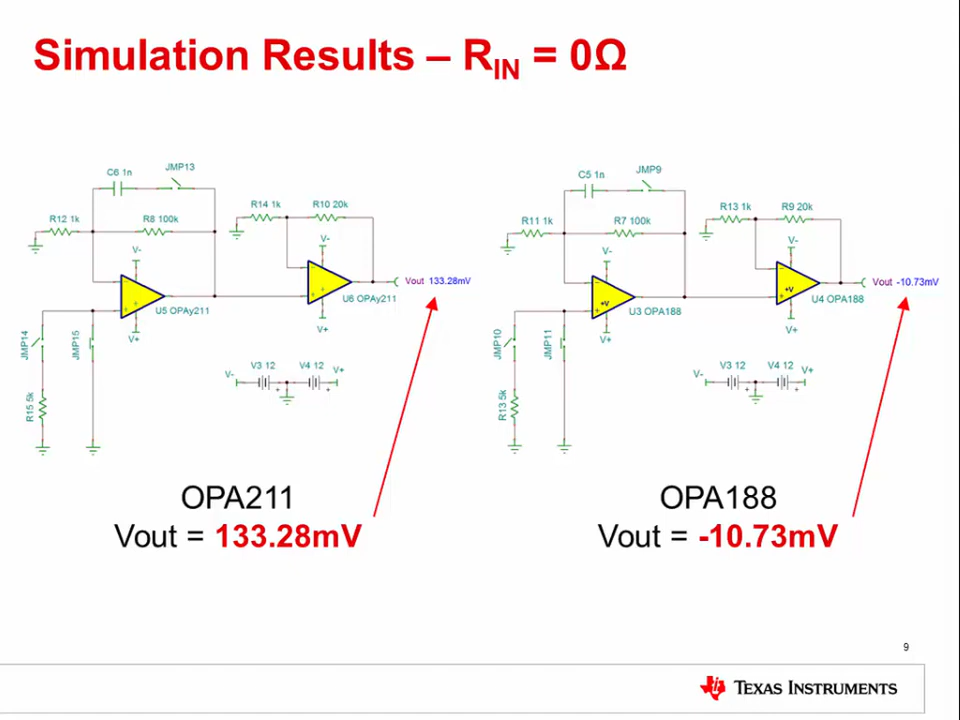 Simulation Results – RIN = 0Ω
C6 1n
JMP13
R12 1k
R8 100k
R14 1k
R10 20k
V-
V-
Vout 133.28mV
U5 OPAy211
U6 OPAy211
V+
V+
JMP14
JMP15
R15 5k
V3 12
V4 12
V-
V+
C5 1n
JMP9
R11 1k
R7 100k
R13 1k
R9 20k
V-
V-
+V
+V
Vout -10.73mV
U3 OPA188
U4 OPA188
V+
V+
JMP10
JMP11
R13 5k
V3 12
V4 12
V-
V+
OPA211
Vout = 133.28mV
OPA188
Vout = -10.73mV
9
TEXAS INSTRUMENTS